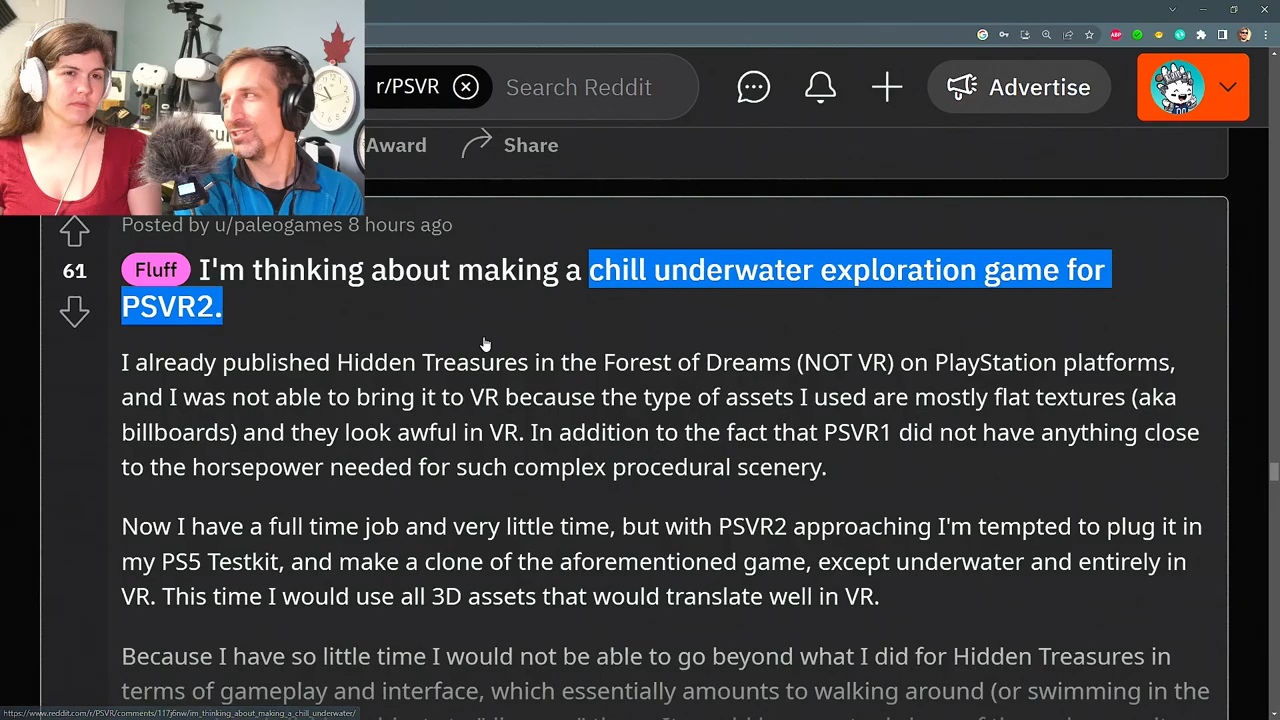 r/PSVR
Search Reddit
Advertise
Award
Share
Posted by u/paleogames 8 hours ago
61
Fluff I'm thinking about making a chill underwater exploration game for
PSVR2.
I already published Hidden Treasures in the Forest of Dreams (NOT VR) on PlayStation platforms,
and I was not able to bring it to VR because the type of assets I used are mostly flat textures (aka
billboards) and they look awful in VR. In addition to the fact that PSVR1 did not have anything close
to the horsepower needed for such complex procedural scenery.
Now I have a full time job and very little time, but with PSVR2 approaching I'm tempted to plug it in
my PS5 Testkit, and make a clone of the aforementioned game, except underwater and entirely in
VR. This time I would use all 3D assets that would translate well in VR.
Because I have so little time I would not be able to go beyond what I did for Hidden Treasures in
terms of gameplay and interface, which essentially amounts to walking around (or swimming in the
https://www.reddit.com/r/PSVR/comments/117j6nw/im_thinking_about_making_a_chill_underwater/